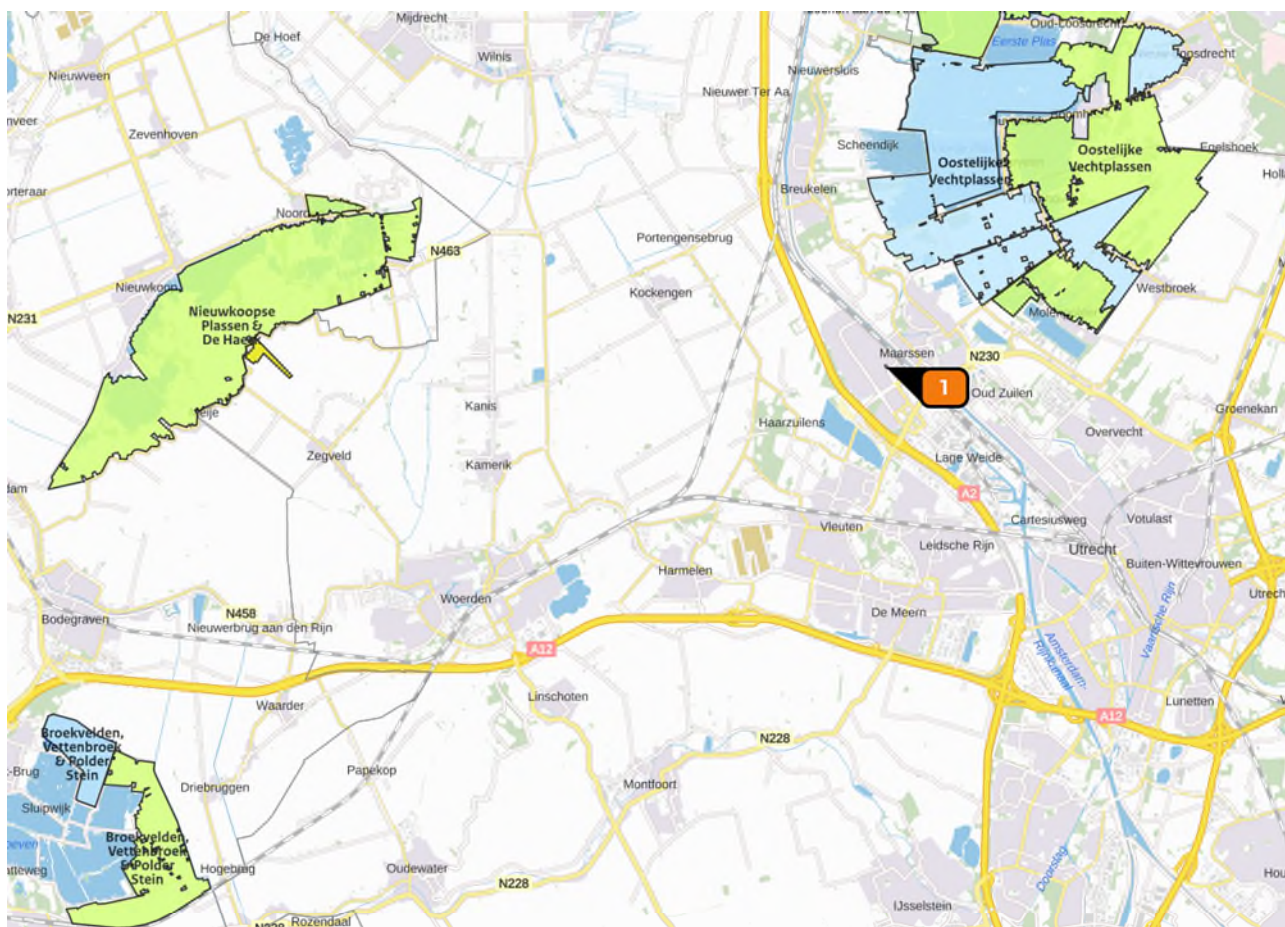 Mijdrecht
De Hoef
Wilnis
Nieuwveen
Zevenhoven
Nieuwersluis
Nieuwer Ter Aa
Eerste Plas
Oud-Loosdrecht
Scheendijk
Breukelen
Oostelijke
Vechtplassen
Oostelijke
Vechtplassen
Egelshoek
Westbroek
Noord
N463
Nieuwkoop
N231
Nieuwkoopse
Plassen &
De Haeck
Portengensebrug
Kockengen
Maarssen
N230
1
Oud Zuilen
Groenekan
Overvecht
Haarzuilens
Kanis
Kamerik
Zegveld
Lage Weide
A2
Cartesiusweg
Votulast
Vleuten
Leidsche Rijn
Utrecht
Buiten-Wittevrouwen
Harmelen
Woerden
De Meern
Bodegraven
N458
Nieuwerbrug aan den Rijn
Amsterdam-
Rijnkanaal
Vaartsche Rijn
A12
Linschoten
Waarder
Lunetten
A12
N228
Broekvelden,
Vettenbroek
& Polder
Stein
Papekop
Montfoort
Driebruggen
Sluipwijk
Broekvelden,
Vettenbroek
& Polder
Stein
Hogebrug
Oudewater
N228
Doorslag
IJsselstein
Rozendaal